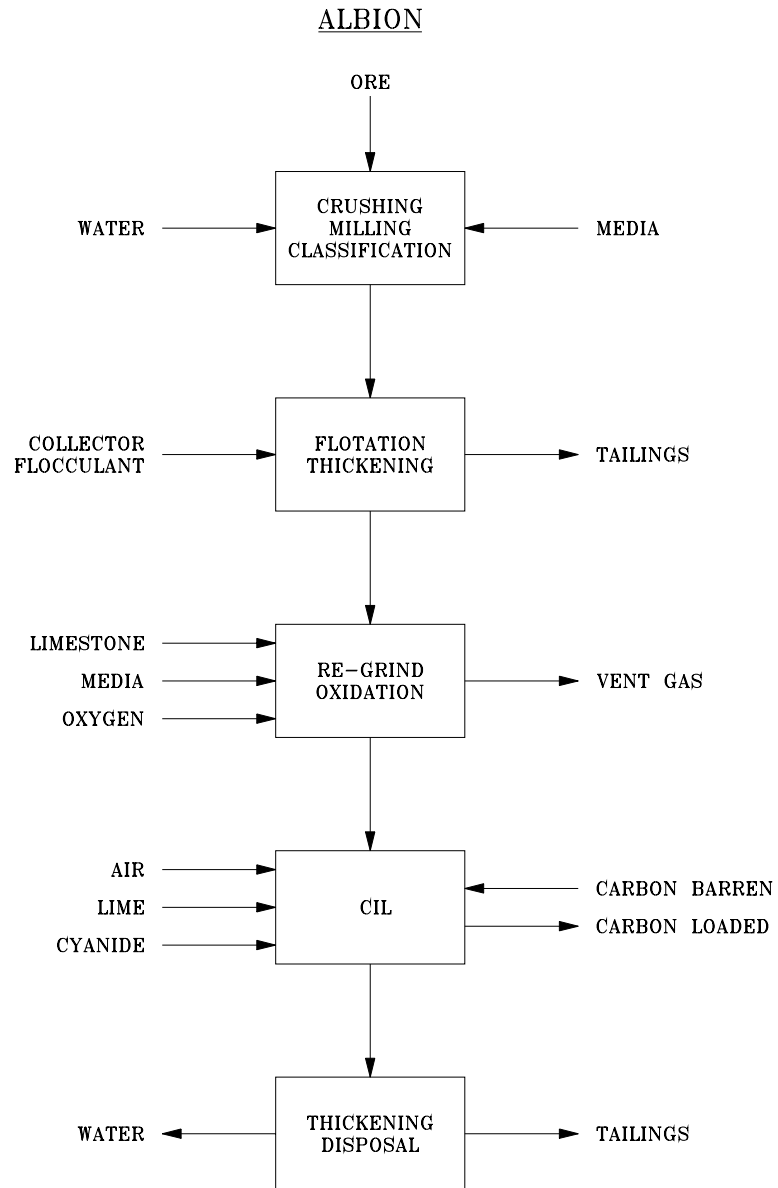 ALBION
ORE
WATER
CRUSHING
MILLING
CLASSIFICATION
MEDIA
COLLECTOR
FLOCCULANT
FLOTATION
THICKENING
TAILINGS
LIMESTONE
MEDIA
OXYGEN
RE-GRIND
OXIDATION
VENT GAS
AIR
LIME
CYANIDE
CIL
CARBON BARREN
CARBON LOADED
WATER
THICKENING
DISPOSAL
TAILINGS